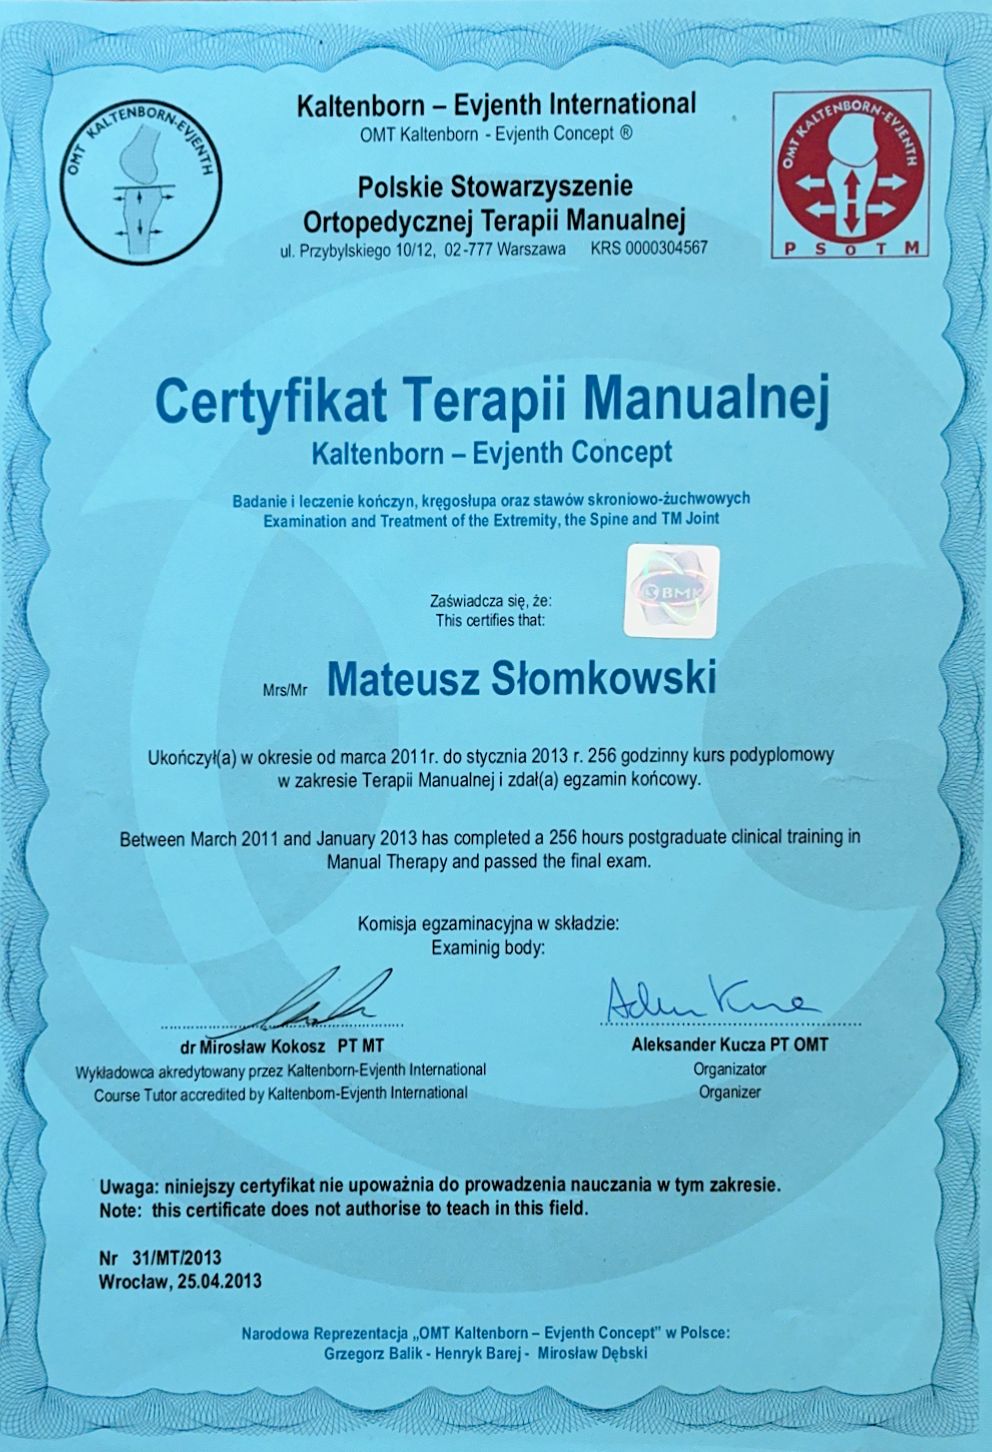 OMT KALTENBORN-EVJENTH
Kaltenborn – Evjenth International
OMT Kaltenborn - Evjenth Concept ®
Polskie Stowarzyszenie
Ortopedycznej Terapii Manualnej
ul. Przybylskiego 10/12, 02-777 Warszawa KRS 0000304567
OMT KALTENBORN-EVJENTH
PSOTM
Certyfikat Terapii Manualnej
Kaltenborn – Evjenth Concept
Badanie i leczenie kończyn, kręgosłupa oraz stawów skroniowo-żuchwowych
Examination and Treatment of the Extremity, the Spine and TM Joint
BMK
Zaświadcza się, że:
This certifies that:
Mrs/Mr Mateusz Słomkowski
Ukończył(a) w okresie od marca 2011r. do stycznia 2013 r. 256 godzinny kurs podyplomowy
w zakresie Terapii Manualnej i zdał(a) egzamin końcowy.
Between March 2011 and January 2013 has completed a 256 hours postgraduate clinical training in
Manual Therapy and passed the final exam.
Komisja egzaminacyjna w składzie:
Examinig body:
dr Mirosław Kokosz PT MT
Wykładowca akredytowany przez Kaltenborn-Evjenth International
Course Tutor accredited by Kaltenborn-Evjenth International
Aleksander Kucza PT OMT
Organizator
Organizer
Uwaga: niniejszy certyfikat nie upoważnia do prowadzenia nauczania w tym zakresie.
Note: this certificate does not authorise to teach in this field.
Nr 31/MT/2013
Wrocław, 25.04.2013
Narodowa Reprezentacja „OMT Kaltenborn – Evjenth Concept" w Polsce:
Grzegorz Balik - Henryk Barej - Mirosław Dębski